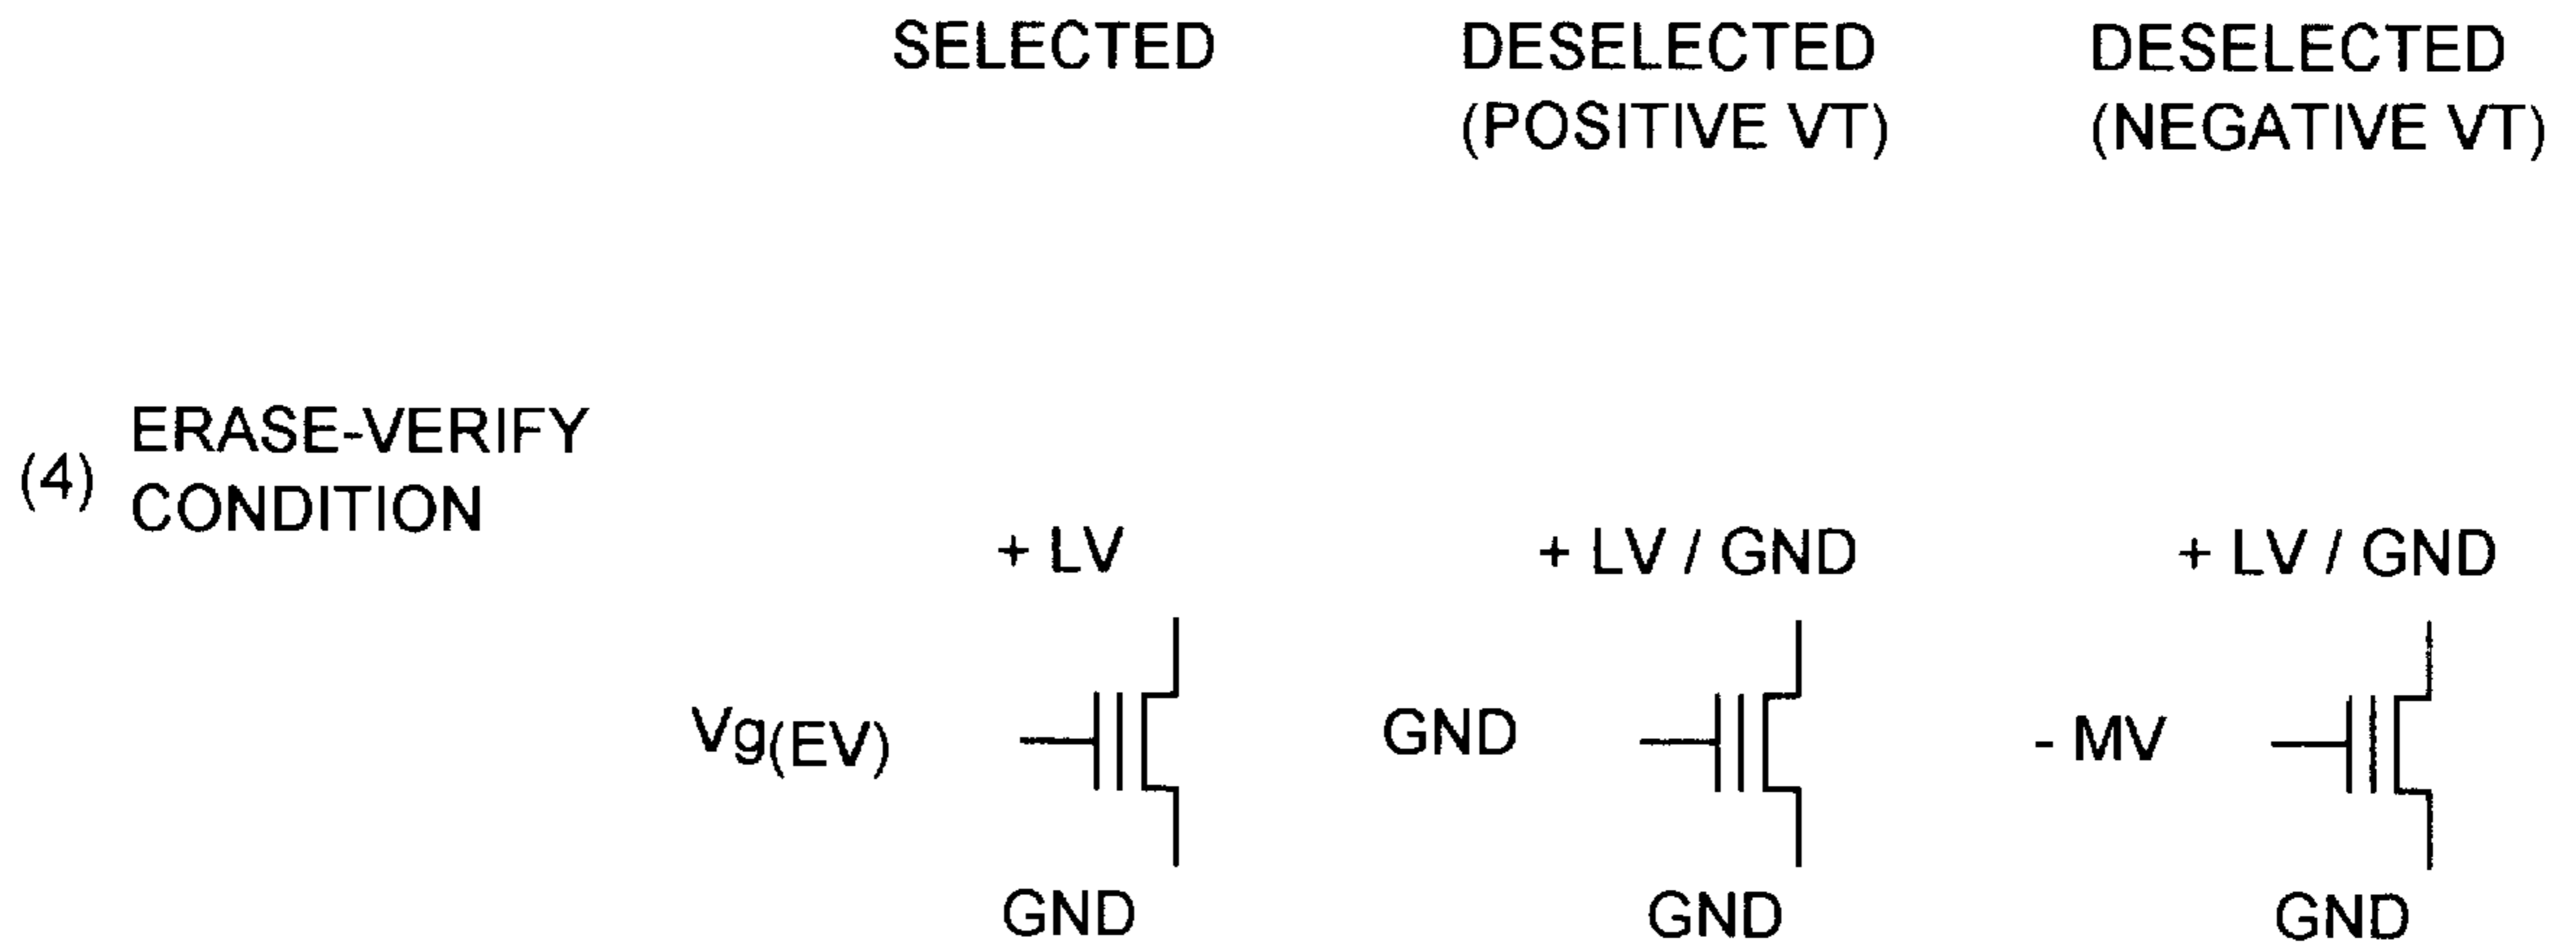 SELECTED
DESELECTED
(POSITIVE VT)
DESELECTED
(NEGATIVE VT)
(4) ERASE-VERIFY
CONDITION
+ LV
+ LV / GND
+ LV / GND
Vg(EV)
GND
- MV
GND
GND
GND